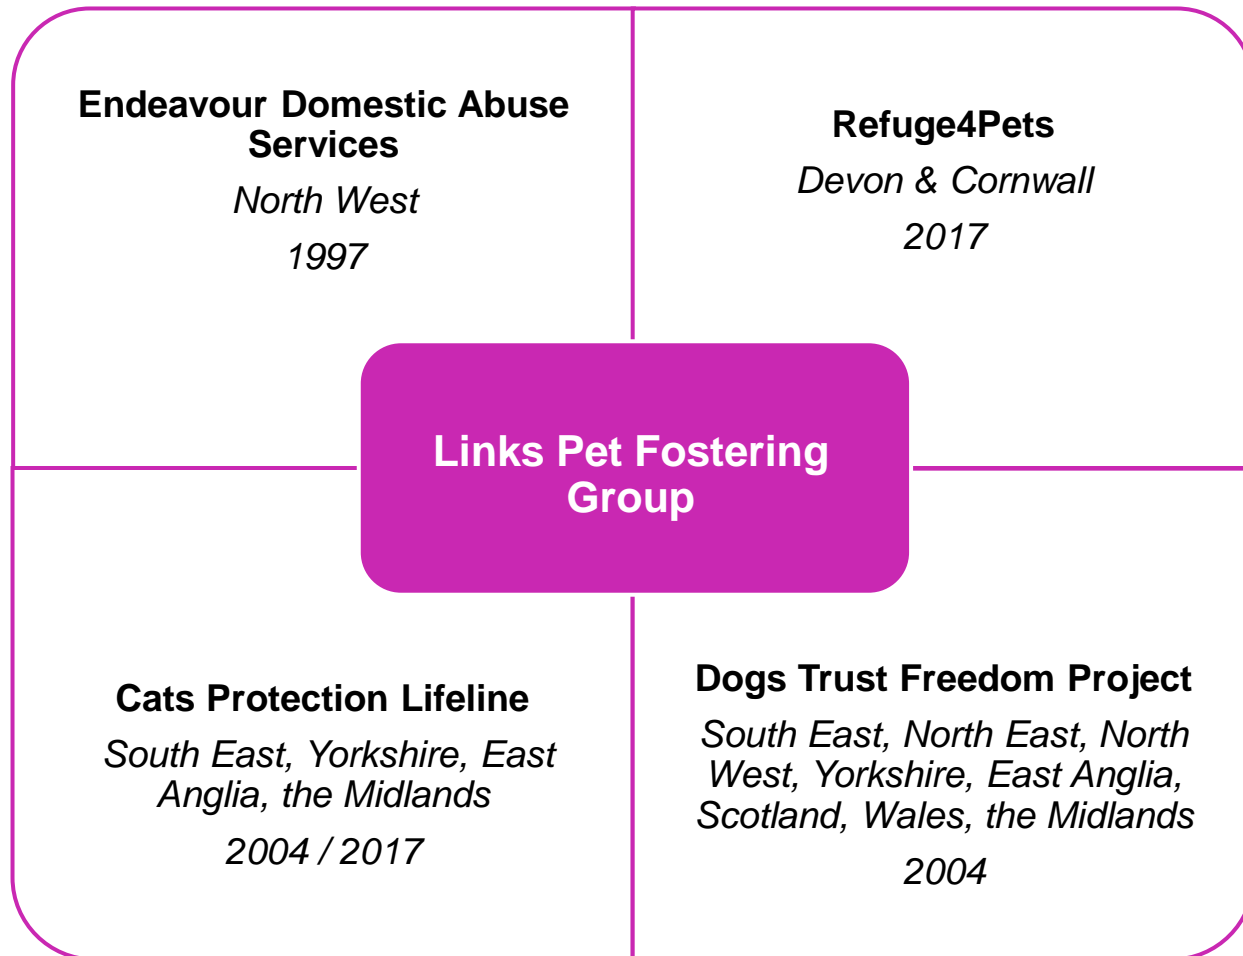 Endeavour Domestic Abuse
Services
North West
1997
Refuge4Pets
Devon & Cornwall
2017
Links Pet Fostering
Group
Cats Protection Lifeline
South East, Yorkshire, East
Anglia, the Midlands
2004 / 2017
Dogs Trust Freedom Project
South East, North East, North
West, Yorkshire, East Anglia,
Scotland, Wales, the Midlands
2004